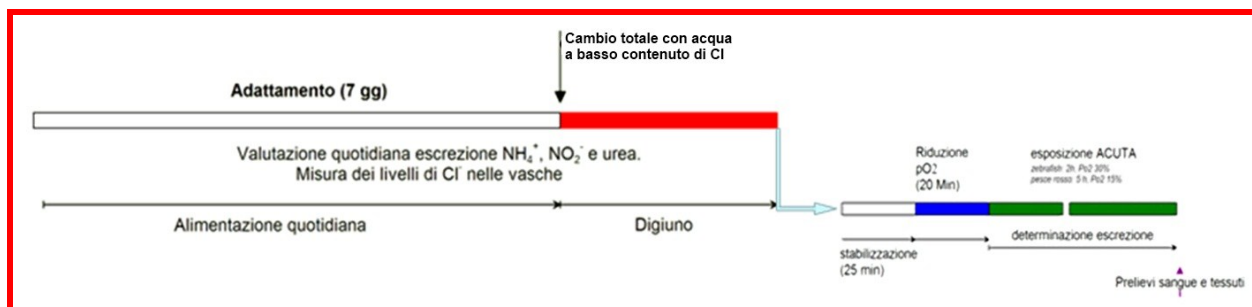 Cambio totale con acqua
a basso contenuto di Cl
Adattamento (7 gg)
Valutazione quotidiana escrezione NH₄⁺, NO₂⁻ e urea.
Misura dei livelli di Cl⁻ nelle vasche
Alimentazione quotidiana
Digiuno
Riduzione
pO2
(20 Min)
esposizione ACUTA
zebrafish: 2h. Po2 30%
pesce rosso: 5 h. Po2 15%
stabilizzazione
(25 min)
determinazione escrezione
Prelievi sangue e tessuti